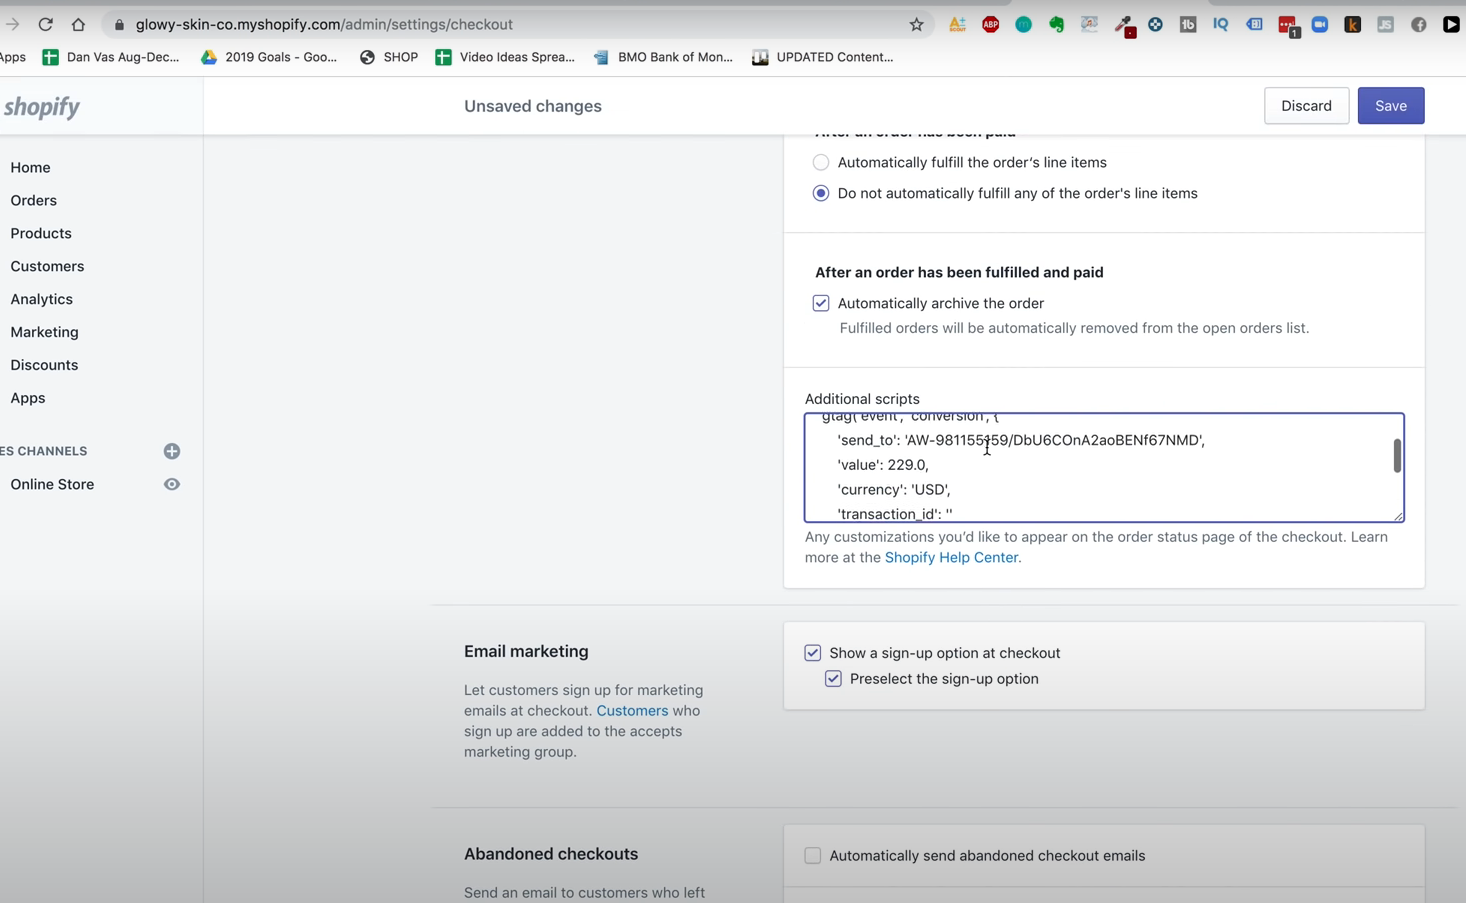 glowy-skin-co.myshopify.com/admin/settings/checkout
ABP
1
Apps
Dan Vas Aug-Dec...
2019 Goals - Goo...
SHOP
Video Ideas Sprea...
BMO Bank of Mon...
UPDATED Content...
shopify
Unsaved changes
Discard
Save
Home
Orders
Products
Customers
Analytics
Marketing
Discounts
Apps
ES CHANNELS
Online Store
After an order has been paid
Automatically fulfill the order's line items
Do not automatically fulfill any of the order's line items
After an order has been fulfilled and paid
Automatically archive the order
Fulfilled orders will be automatically removed from the open orders list.
Additional scripts
gtag('event', 'conversion', {
'send_to': 'AW-981155159/DbU6COnA2aoBENf67NMD',
'value': 229.0,
'currency': 'USD',
'transaction_id': ''
Any customizations you'd like to appear on the order status page of the checkout. Learn
more at the Shopify Help Center.
Email marketing
Let customers sign up for marketing
emails at checkout. Customers who
sign up are added to the accepts
marketing group.
Show a sign-up option at checkout
Preselect the sign-up option
Abandoned checkouts
Send an email to customers who left
Automatically send abandoned checkout emails